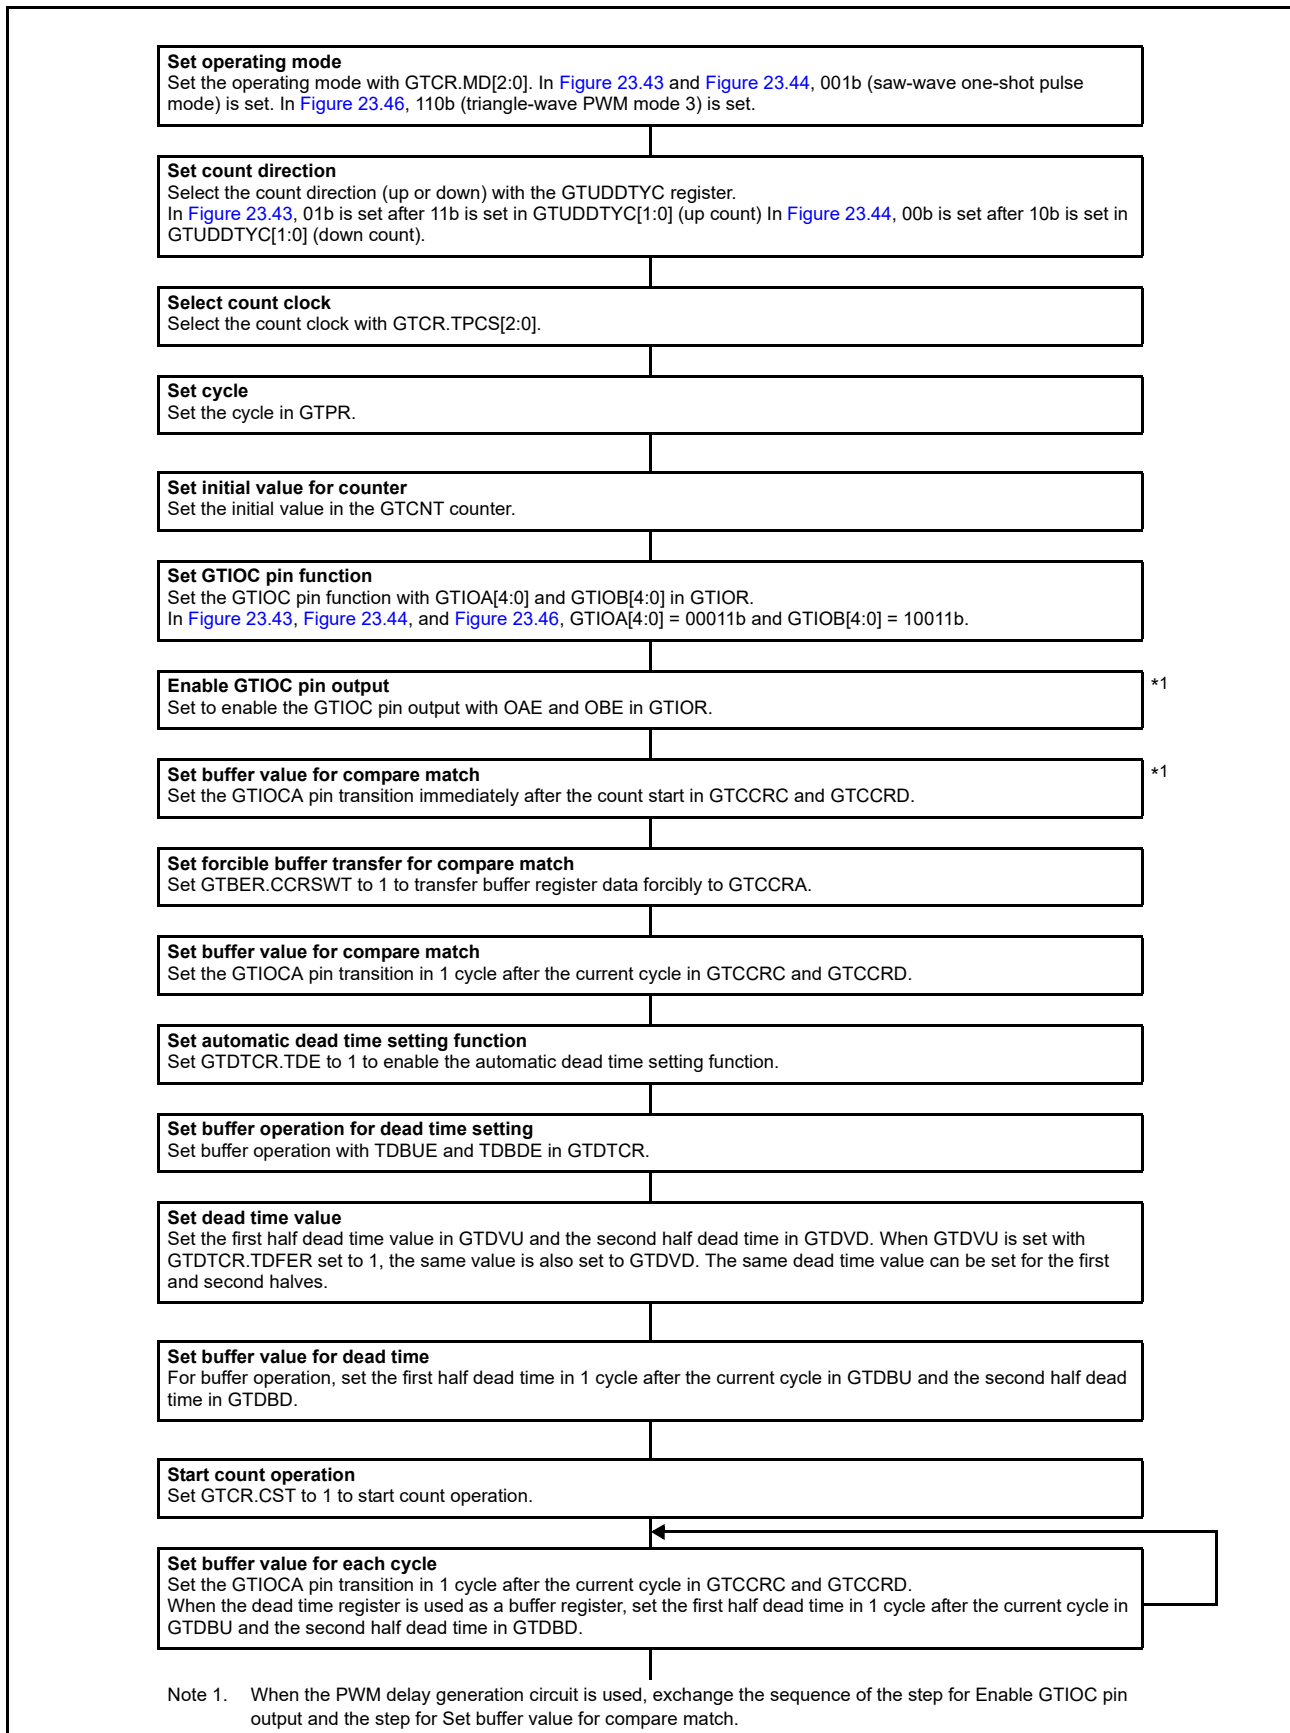 Set operating mode
Set the operating mode with GTCR.MD[2:0]. In Figure 23.43 and Figure 23.44, 001b (saw-wave one-shot pulse
mode) is set. In Figure 23.46, 110b (triangle-wave PWM mode 3) is set.
Set count direction
Select the count direction (up or down) with the GTUDDTYC register.
In Figure 23.43, 01b is set after 11b is set in GTUDDTYC[1:0] (up count) In Figure 23.44, 00b is set after 10b is set in
GTUDDTYC[1:0] (down count).
Select count clock
Select the count clock with GTCR.TPCS[2:0].
Set cycle
Set the cycle in GTPR.
Set initial value for counter
Set the initial value in the GTCNT counter.
Set GTIOC pin function
Set the GTIOC pin function with GTIOA[4:0] and GTIOB[4:0] in GTIOR.
In Figure 23.43, Figure 23.44, and Figure 23.46, GTIOA[4:0] = 00011b and GTIOB[4:0] = 10011b.
Enable GTIOC pin output
*1
Set to enable the GTIOC pin output with OAE and OBE in GTIOR.
Set buffer value for compare match
*1
Set the GTIOCA pin transition immediately after the count start in GTCCRC and GTCCRD.
Set forcible buffer transfer for compare match
Set GTBER.CCRSWT to 1 to transfer buffer register data forcibly to GTCCRA.
Set buffer value for compare match
Set the GTIOCA pin transition in 1 cycle after the current cycle in GTCCRC and GTCCRD.
Set automatic dead time setting function
Set GTDTCR.TDE to 1 to enable the automatic dead time setting function.
Set buffer operation for dead time setting
Set buffer operation with TDBUE and TDBDE in GTDTCR.
Set dead time value
Set the first half dead time value in GTDVU and the second half dead time in GTDVD. When GTDVU is set with
GTDTCR.TDFER set to 1, the same value is also set to GTDVD. The same dead time value can be set for the first
and second halves.
Set buffer value for dead time
For buffer operation, set the first half dead time in 1 cycle after the current cycle in GTDBU and the second half dead
time in GTDBD.
Start count operation
Set GTCR.CST to 1 to start count operation.
Set buffer value for each cycle
Set the GTIOCA pin transition in 1 cycle after the current cycle in GTCCRC and GTCCRD.
When the dead time register is used as a buffer register, set the first half dead time in 1 cycle after the current cycle in
GTDBU and the second half dead time in GTDBD.
Note 1. When the PWM delay generation circuit is used, exchange the sequence of the step for Enable GTIOC pin
output and the step for Set buffer value for compare match.